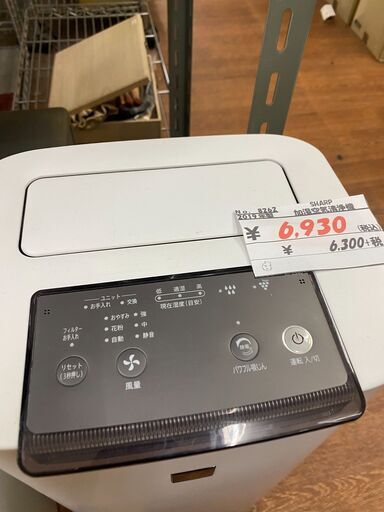 No. 8262
2019年製
SHARP
加湿空気清浄機
¥ 6,930 (税込)
¥ 6,300+税
ユニット
お手入れ 交換
低 適湿 高
現在湿度(目安)
おやすみ 強
花粉 中
自動 静音
フィルター
お手入れ
リセット
(3秒押し)
風量
パワフル吸じん
運転 入/切